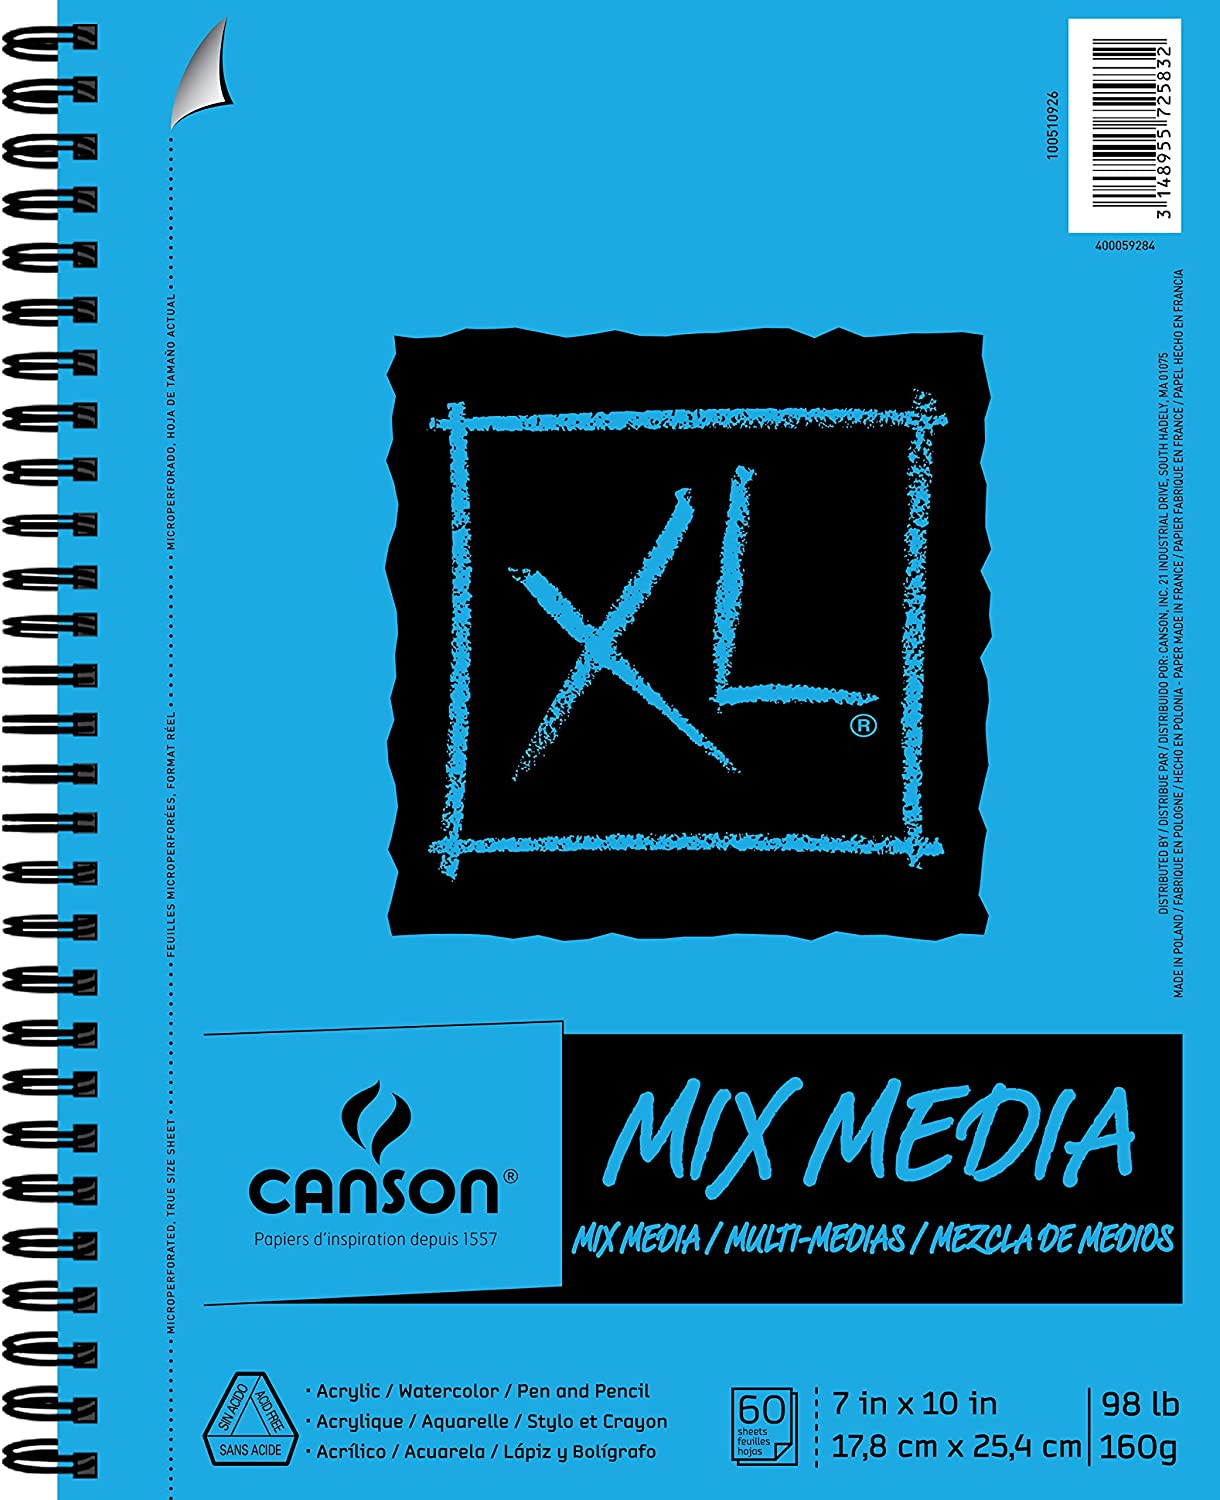 3 148955 725832
100510926
400059284
DISTRIBUTED BY / DISTRIBUE PAR / DISTRIBUIDO POR: CANSON, INC. 21 INDUSTRIAL DRIVE, SOUTH HADELY, MA 01075
MADE IN POLAND / FABRIQUE EN POLOGNE / HECHO EN POLONIA - PAPER MADE IN FRANCE / PAPIER FABRIQUE EN FRANCE / PAPEL HECHO EN FRANCIA
MICROPERFORADO, HOJA DE TAMAÑO ACTUAL
FEUILLES MICROPERFORÉES, FORMAT RÉEL
MICROPERFORATED, TRUE SIZE SHEET
XL®
CANSON®
Papiers d'inspiration depuis 1557
MIX MEDIA
MIX MEDIA / MULTI-MEDIAS / MEZCLA DE MEDIOS
SIN ACIDO
ACID FREE
SANS ACIDE
· Acrylic / Watercolor / Pen and Pencil
· Acrylique / Aquarelle / Stylo et Crayon
· Acrílico / Acuarela / Lápiz y Bolígrafo
60
sheets
feuilles
hojas
7 in x 10 in
17,8 cm x 25,4 cm
98 lb
160g